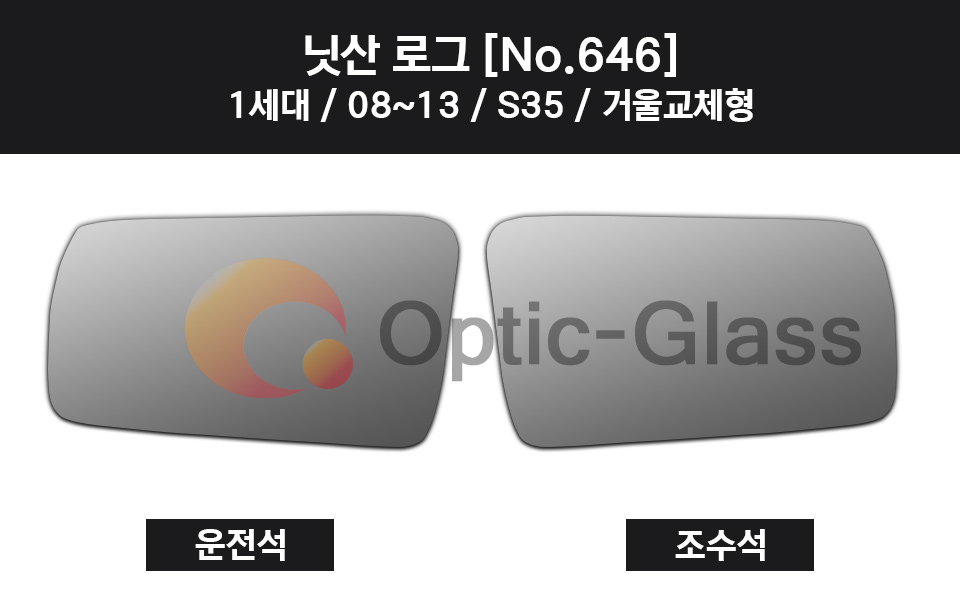 닛산 로그 [No.646]
1세대 / 08~13 / S35 / 거울교체형
Optic-Glass
운전석
조수석